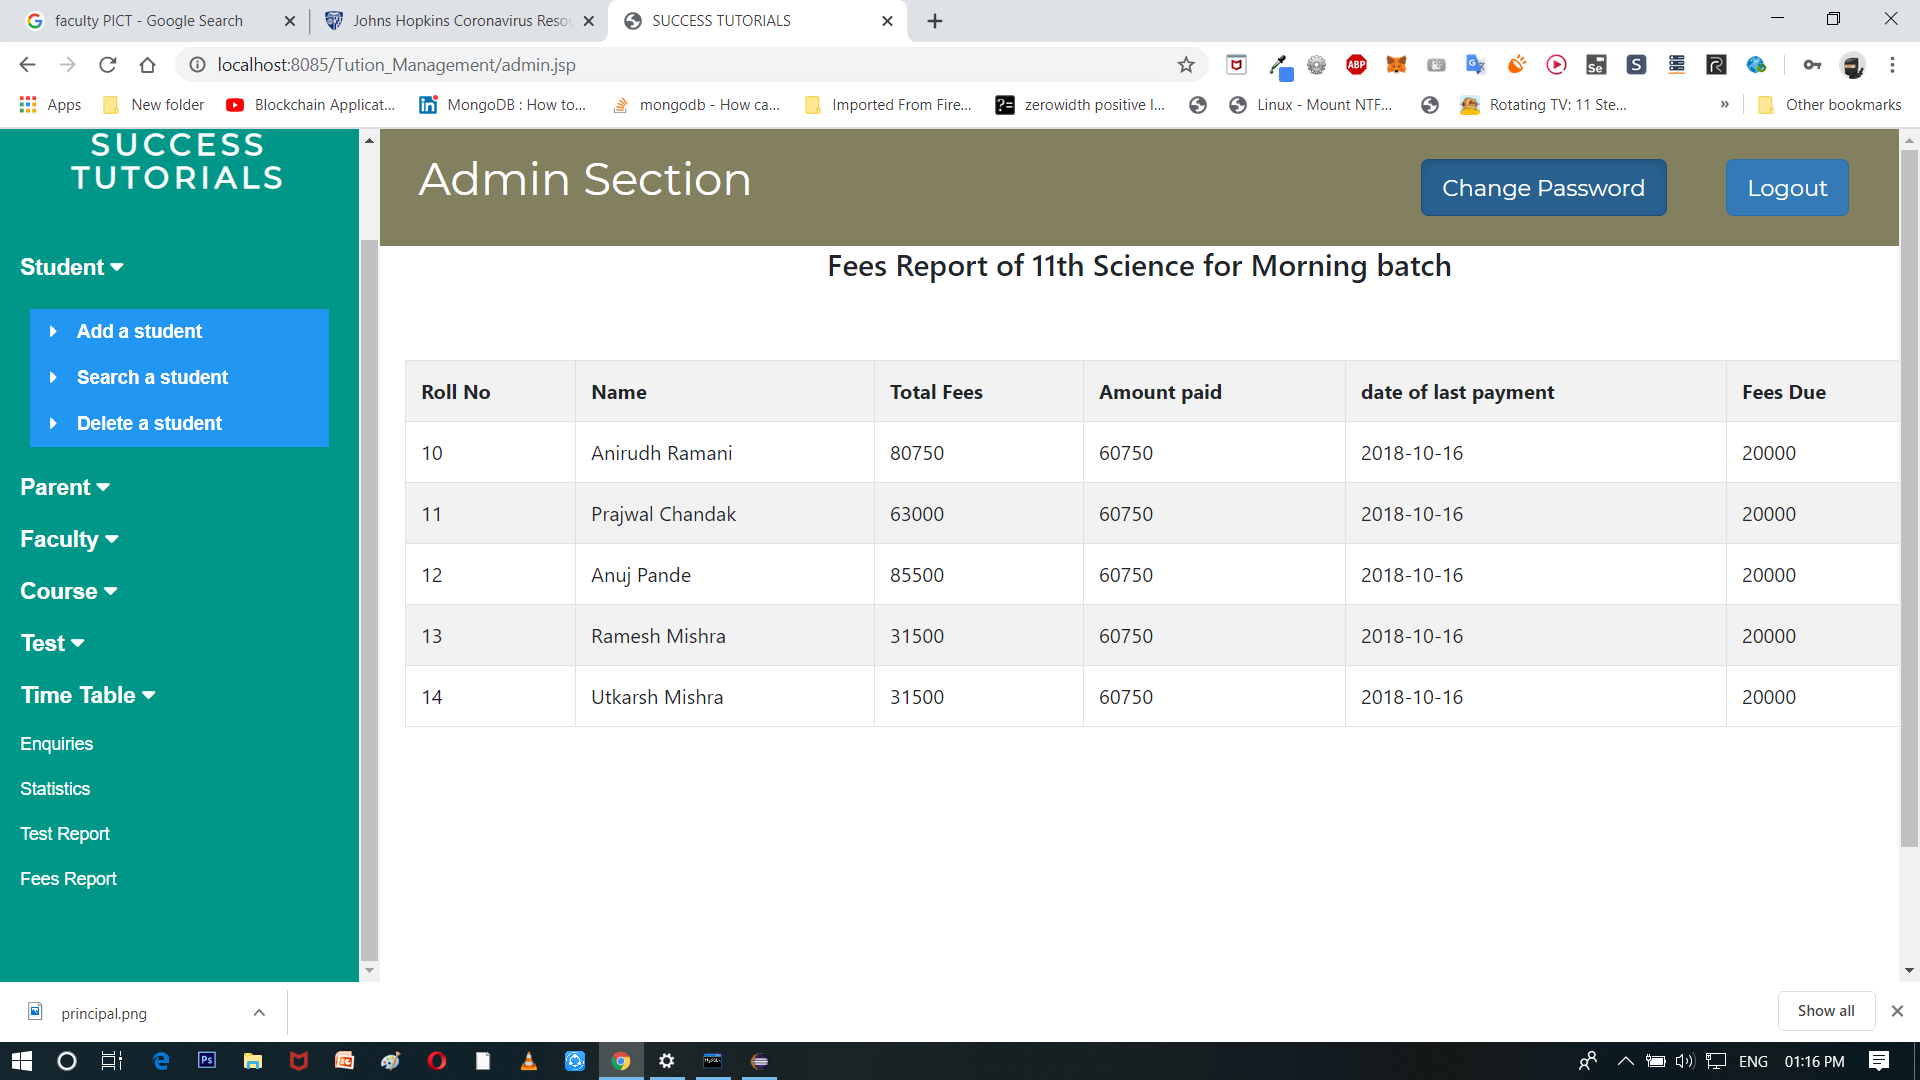 faculty PICT - Google Search
Johns Hopkins Coronavirus Reso
SUCCESS TUTORIALS
localhost:8085/Tution_Management/admin.jsp
Apps
New folder
Blockchain Applicat...
MongoDB : How to...
mongodb - How ca...
Imported From Fire...
zerowidth positive l...
Linux - Mount NTF...
Rotating TV: 11 Ste...
»
Other bookmarks
SUCCESS
TUTORIALS
Student
Add a student
Search a student
Delete a student
Parent
Faculty
Course
Test
Time Table
Enquiries
Statistics
Test Report
Fees Report
Admin Section
Change Password
Logout
Fees Report of 11th Science for Morning batch
Roll No Name Total Fees Amount paid date of last payment Fees Due
10 Anirudh Ramani 80750 60750 2018-10-16 20000
11 Prajwal Chandak 63000 60750 2018-10-16 20000
12 Anuj Pande 85500 60750 2018-10-16 20000
13 Ramesh Mishra 31500 60750 2018-10-16 20000
14 Utkarsh Mishra 31500 60750 2018-10-16 20000
principal.png
Show all
ENG
01:16 PM